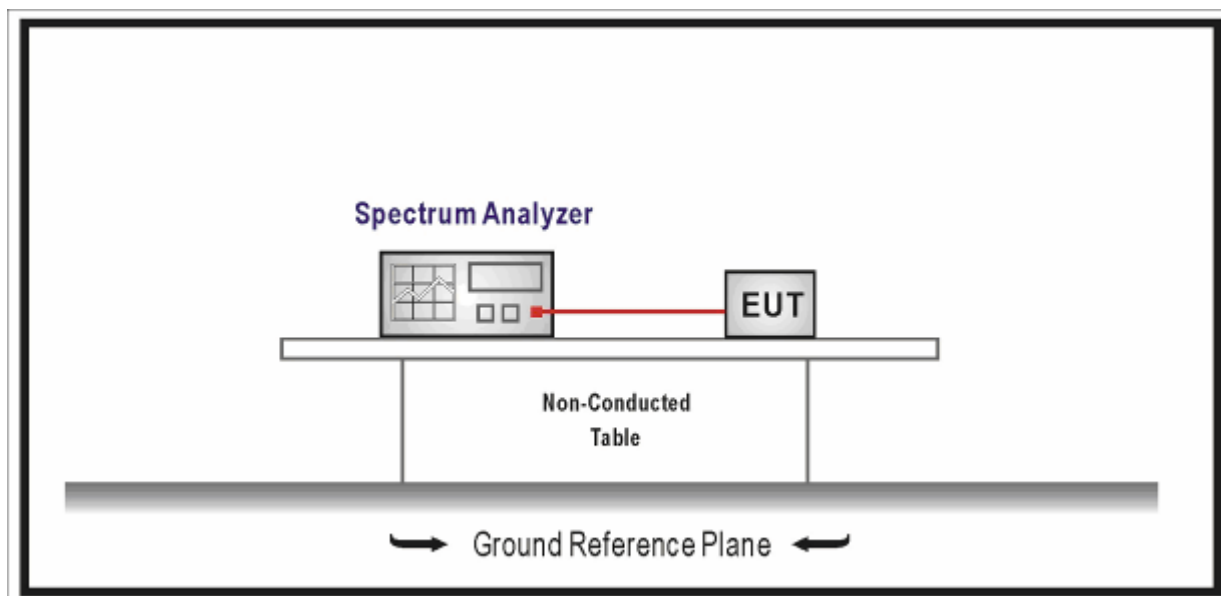 Spectrum Analyzer
EUT
Non-Conducted
Table
Ground Reference Plane